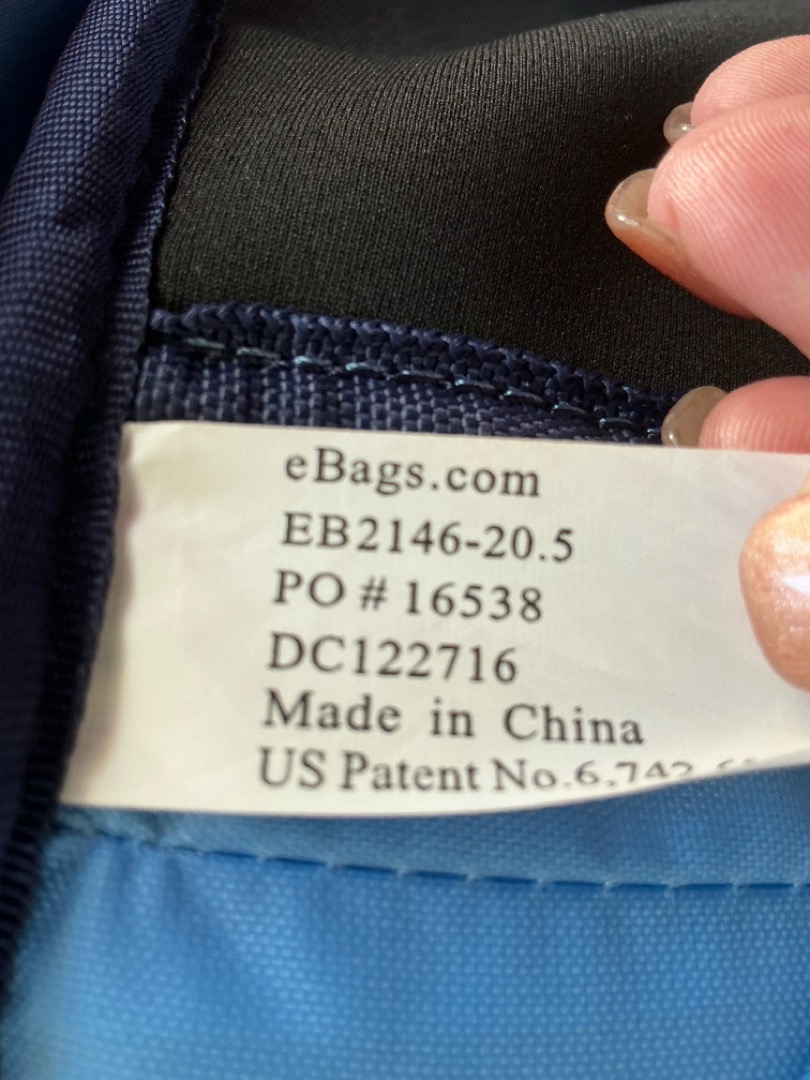 eBags.com
EB2146-20.5
PO # 16538
DC122716
Made in China
US Patent No.6,742